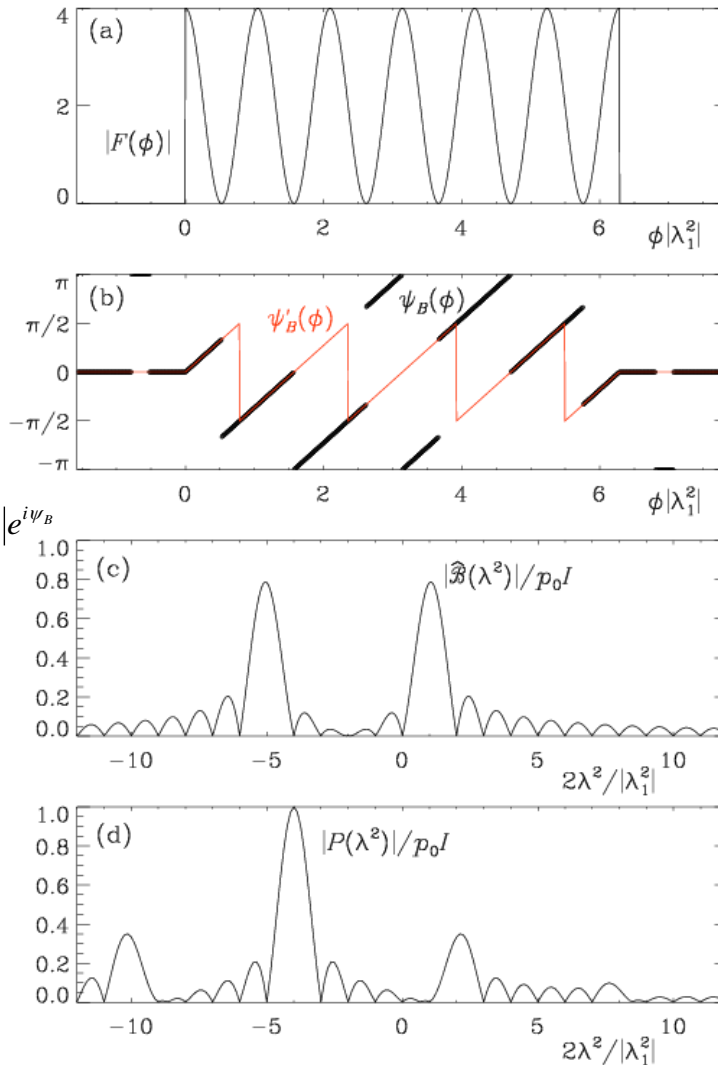 4
(a)
2
|F(ϕ)|
0
0 2 4 6 ϕ|λ₁²|
π
(b)
ψ_B(ϕ)
π/2
ψ'_B(ϕ)
0
−π/2
−π
0 2 4 6 ϕ|λ₁²|
|e^{iψ_B}
1.0
(c)
|ℬ̂(λ²)|/p₀I
0.8
0.6
0.4
0.2
0.0
−10 −5 0 5 10
2λ²/|λ₁²|
1.0
(d)
|P(λ²)|/p₀I
0.8
0.6
0.4
0.2
0.0
−10 −5 0 5 10
2λ²/|λ₁²|